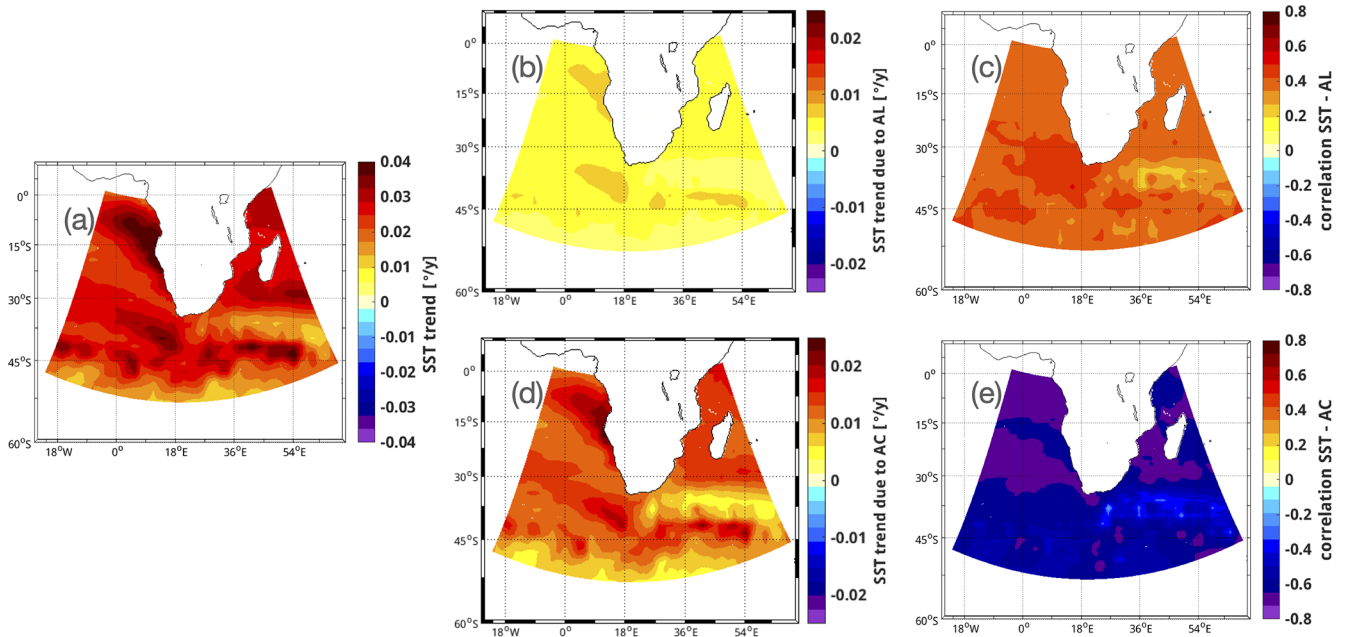 (a)
0°
15°S
30°S
45°S
60°S
18°W
0°
18°E
36°E
54°E
0.04
0.03
0.02
0.01
0
-0.01
-0.02
-0.03
-0.04
SST trend [°/y]
(b)
0°
15°S
30°S
45°S
60°S
18°W
0°
18°E
36°E
54°E
0.02
0.01
0
-0.01
-0.02
SST trend due to AL [°/y]
(c)
0°
15°S
30°S
45°S
60°S
18°W
0°
18°E
36°E
54°E
0.8
0.6
0.4
0.2
0
-0.2
-0.4
-0.6
-0.8
correlation SST - AL
(d)
0°
15°S
30°S
45°S
60°S
18°W
0°
18°E
36°E
54°E
0.02
0.01
0
-0.01
-0.02
SST trend due to AC [°/y]
(e)
0°
15°S
30°S
45°S
60°S
18°W
0°
18°E
36°E
54°E
0.8
0.6
0.4
0.2
0
-0.2
-0.4
-0.6
-0.8
correlation SST - AC